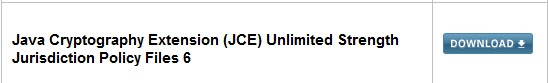 Java Cryptography Extension (JCE) Unlimited Strength
Jurisdiction Policy Files 6
DOWNLOAD